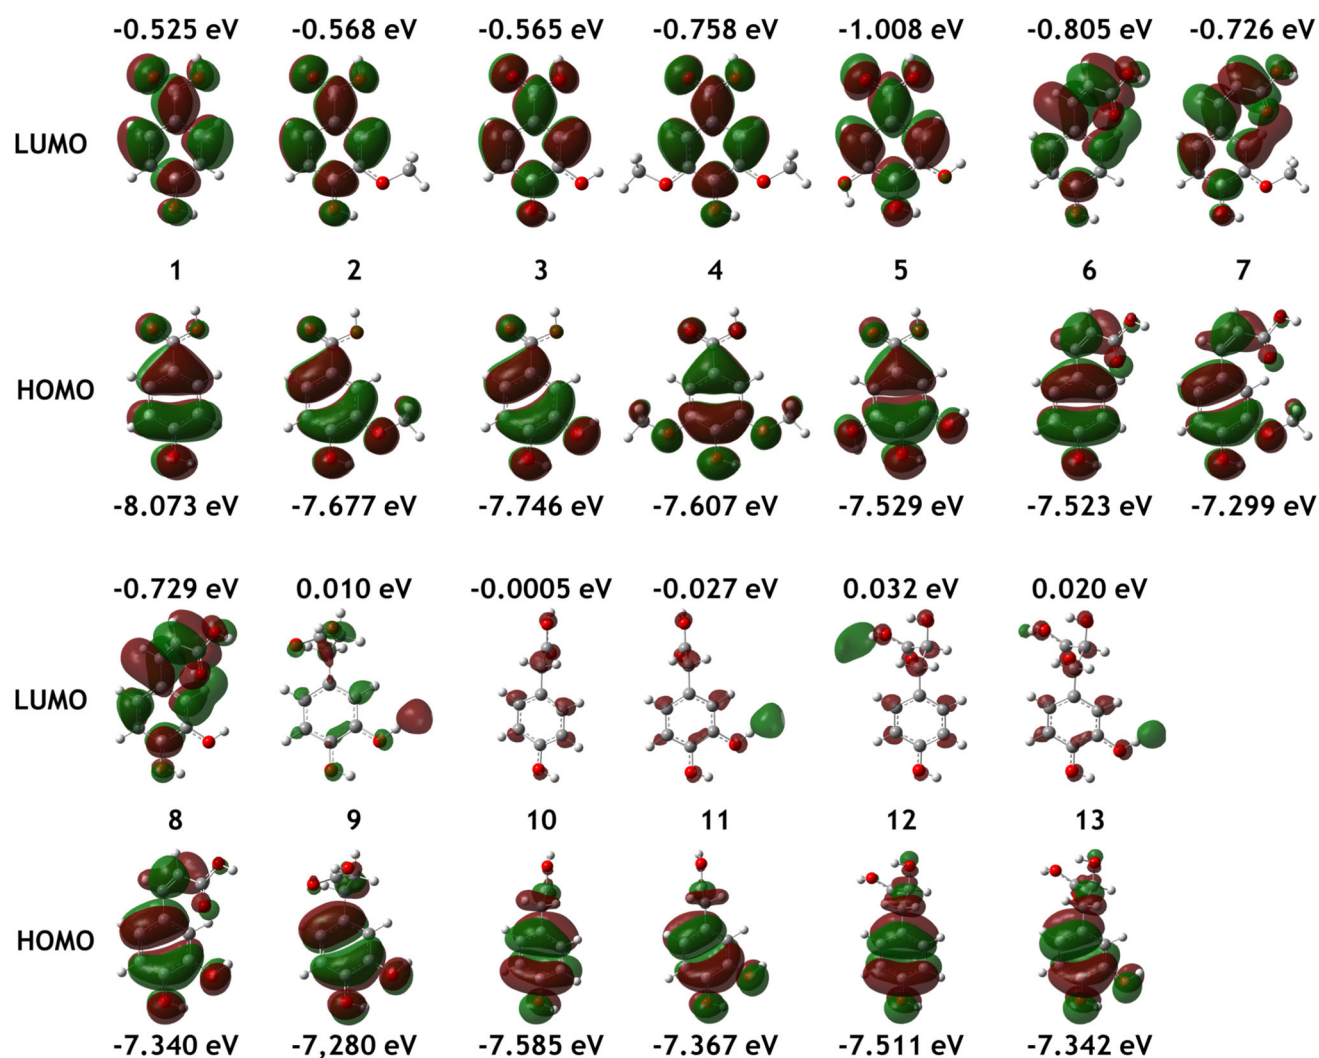 -0.525 eV -0.568 eV -0.565 eV -0.758 eV -1.008 eV -0.805 eV -0.726 eV
LUMO
1 2 3 4 5 6 7
HOMO
-8.073 eV -7.677 eV -7.746 eV -7.607 eV -7.529 eV -7.523 eV -7.299 eV
-0.729 eV 0.010 eV -0.0005 eV -0.027 eV 0.032 eV 0.020 eV
LUMO
8 9 10 11 12 13
HOMO
-7.340 eV -7,280 eV -7.585 eV -7.367 eV -7.511 eV -7.342 eV